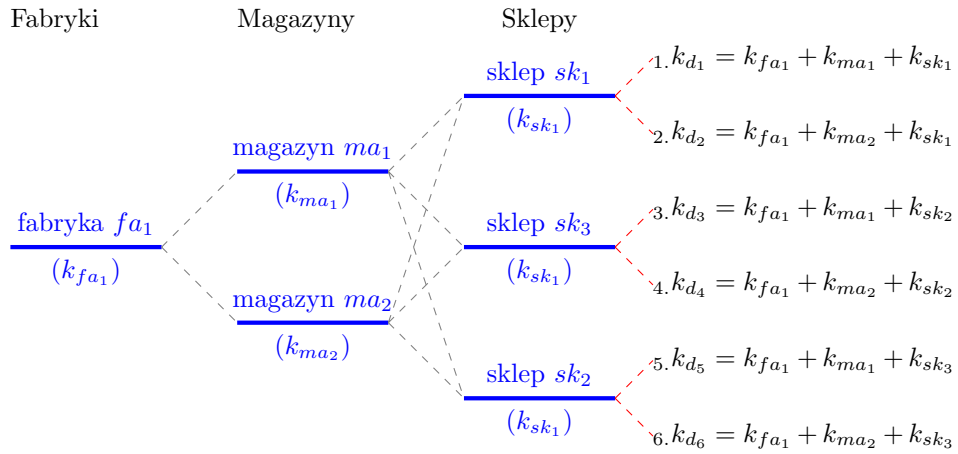 Fabryki
Magazyny
Sklepy
fabryka fa₁
(k_{fa₁})
magazyn ma₁
(k_{ma₁})
magazyn ma₂
(k_{ma₂})
sklep sk₁
(k_{sk₁})
sklep sk₃
(k_{sk₁})
sklep sk₂
(k_{sk₁})
1. k_{d₁} = k_{fa₁} + k_{ma₁} + k_{sk₁}
2. k_{d₂} = k_{fa₁} + k_{ma₂} + k_{sk₁}
3. k_{d₃} = k_{fa₁} + k_{ma₁} + k_{sk₂}
4. k_{d₄} = k_{fa₁} + k_{ma₂} + k_{sk₂}
5. k_{d₅} = k_{fa₁} + k_{ma₁} + k_{sk₃}
6. k_{d₆} = k_{fa₁} + k_{ma₂} + k_{sk₃}